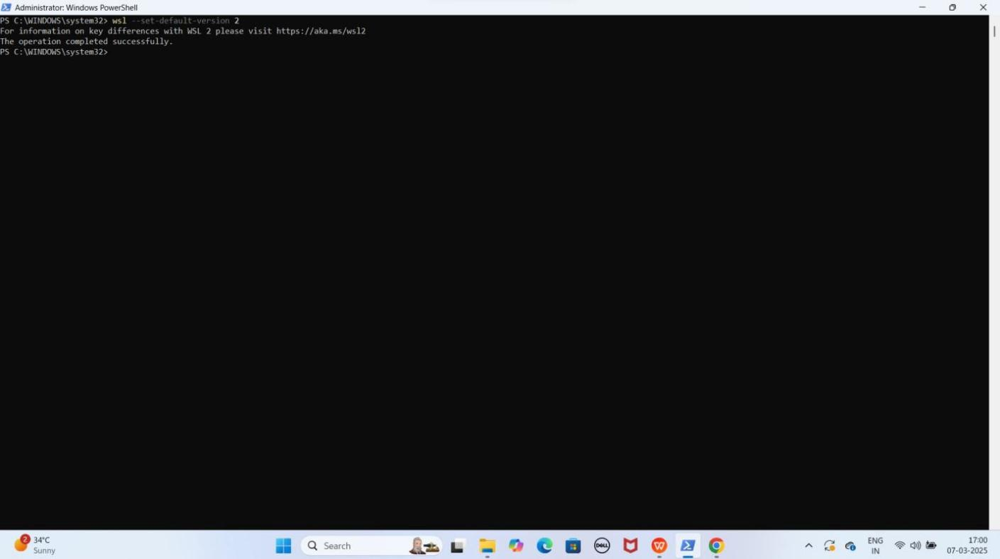 Administrator: Windows PowerShell
PS C:\WINDOWS\system32> wsl --set-default-version 2
For information on key differences with WSL 2 please visit https://aka.ms/wsl2
The operation completed successfully.
PS C:\WINDOWS\system32>
2
34°C
Sunny
Search
DELL
W
ENG
IN
17:00
07-03-2025